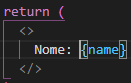 return (
<>
Nome: {name}
</>